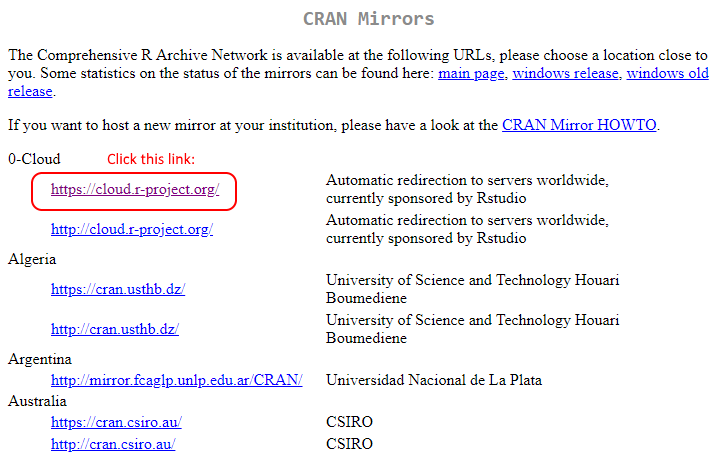 CRAN Mirrors
The Comprehensive R Archive Network is available at the following URLs, please choose a location close to
you. Some statistics on the status of the mirrors can be found here: main page, windows release, windows old
release.
If you want to host a new mirror at your institution, please have a look at the CRAN Mirror HOWTO.
0-Cloud Click this link:
https://cloud.r-project.org/ Automatic redirection to servers worldwide,
currently sponsored by Rstudio
http://cloud.r-project.org/ Automatic redirection to servers worldwide,
currently sponsored by Rstudio
Algeria
https://cran.usthb.dz/ University of Science and Technology Houari
Boumediene
http://cran.usthb.dz/ University of Science and Technology Houari
Boumediene
Argentina
http://mirror.fcaglp.unlp.edu.ar/CRAN/ Universidad Nacional de La Plata
Australia
https://cran.csiro.au/ CSIRO
http://cran.csiro.au/ CSIRO